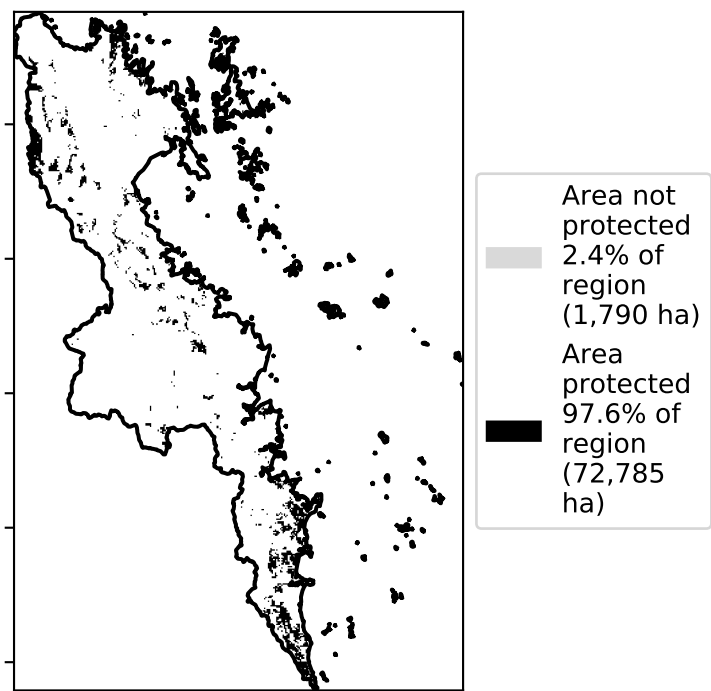 Area not
protected
2.4% of
region
(1,790 ha)
Area
protected
97.6% of
region
(72,785
ha)